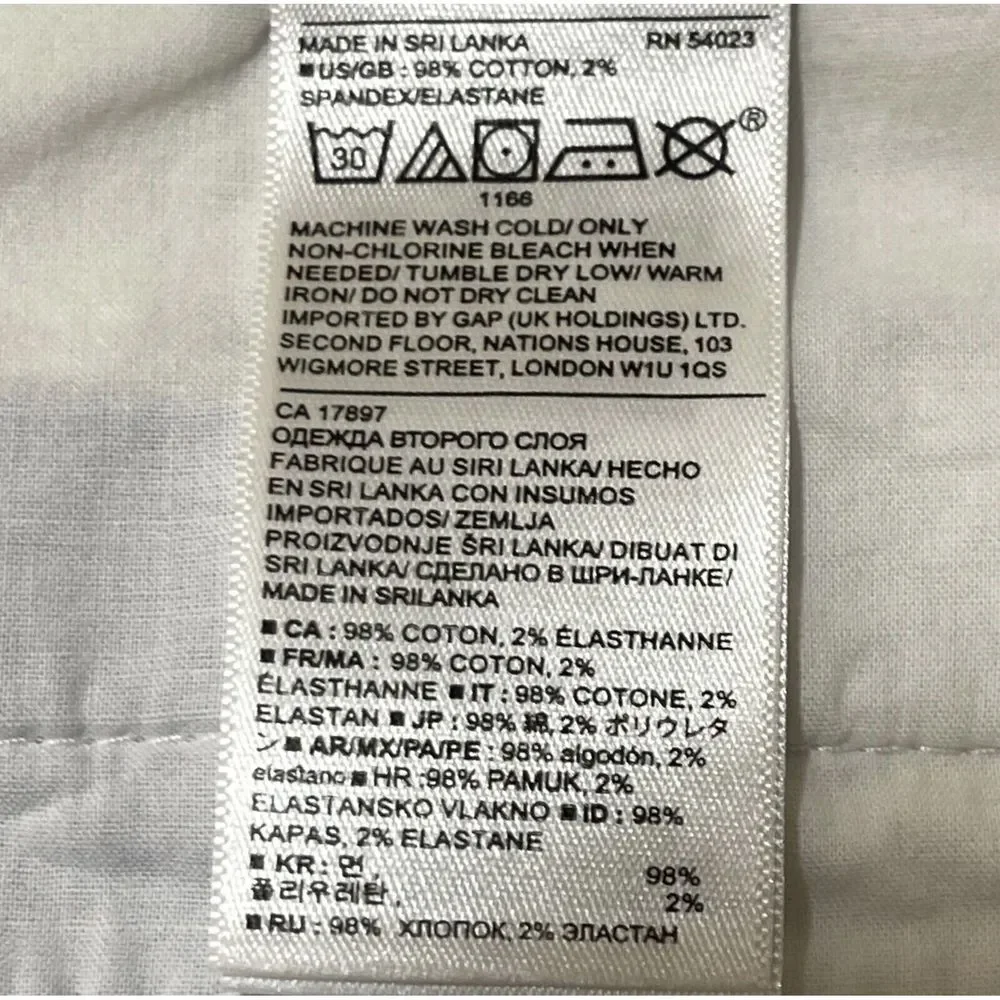 MADE IN SRI LANKA RN 54023
■ US/GB : 98% COTTON, 2%
SPANDEX/ELASTANE
30 ®
1166
MACHINE WASH COLD/ ONLY
NON-CHLORINE BLEACH WHEN
NEEDED/ TUMBLE DRY LOW/ WARM
IRON/ DO NOT DRY CLEAN
IMPORTED BY GAP (UK HOLDINGS) LTD.
SECOND FLOOR, NATIONS HOUSE, 103
WIGMORE STREET, LONDON W1U 1QS
CA 17897
ОДЕЖДА ВТОРОГО СЛОЯ
FABRIQUE AU SIRI LANKA/ HECHO
EN SRI LANKA CON INSUMOS
IMPORTADOS/ ZEMLJA
PROIZVODNJE ŠRI LANKA/ DIBUAT DI
SRI LANKA/ СДЕЛАНО В ШРИ-ЛАНКЕ/
MADE IN SRILANKA
■ CA : 98% COTON, 2% ÉLASTHANNE
■ FR/MA : 98% COTON, 2%
ÉLASTHANNE ■ IT : 98% COTONE, 2%
ELASTAN ■ JP : 98% 綿, 2% ポリウレタ
ン ■ AR/MX/PA/PE : 98% algodón, 2%
elastano ■ HR :98% PAMUK, 2%
ELASTANSKO VLAKNO ■ ID : 98%
KAPAS, 2% ELASTANE
■ KR : 면, 98%
폴리우레탄, 2%
■ RU : 98% ХЛОПОК, 2% ЭЛАСТАН